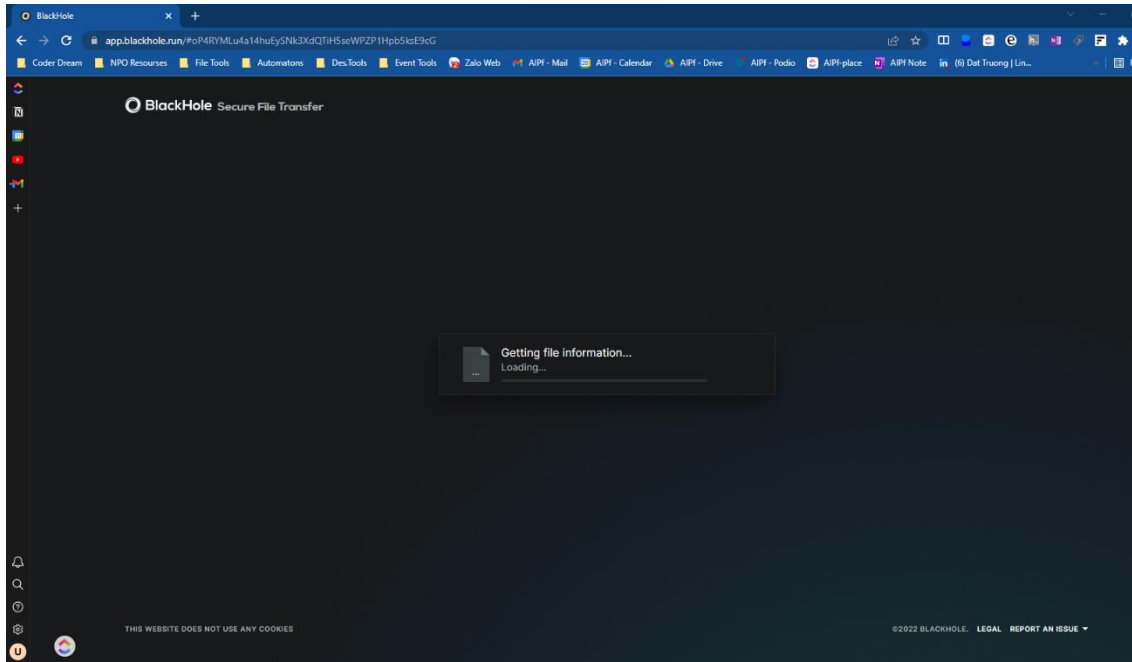 BlackHole
app.blackhole.run/#oP4RYMLu4a14huEySNk3XdQTiH5seWPZP1Hpb5ksE9cG
Coder Dream NPO Resourses File Tools Automatons Des.Tools Event Tools Zalo Web AIPf - Mail AIPf - Calendar AIPf - Drive AIPf - Podio AIPf-place AIPf Note (6) Dat Truong | Lin...
BlackHole Secure File Transfer
Getting file information...
Loading...
THIS WEBSITE DOES NOT USE ANY COOKIES
©2022 BLACKHOLE. LEGAL REPORT AN ISSUE
U